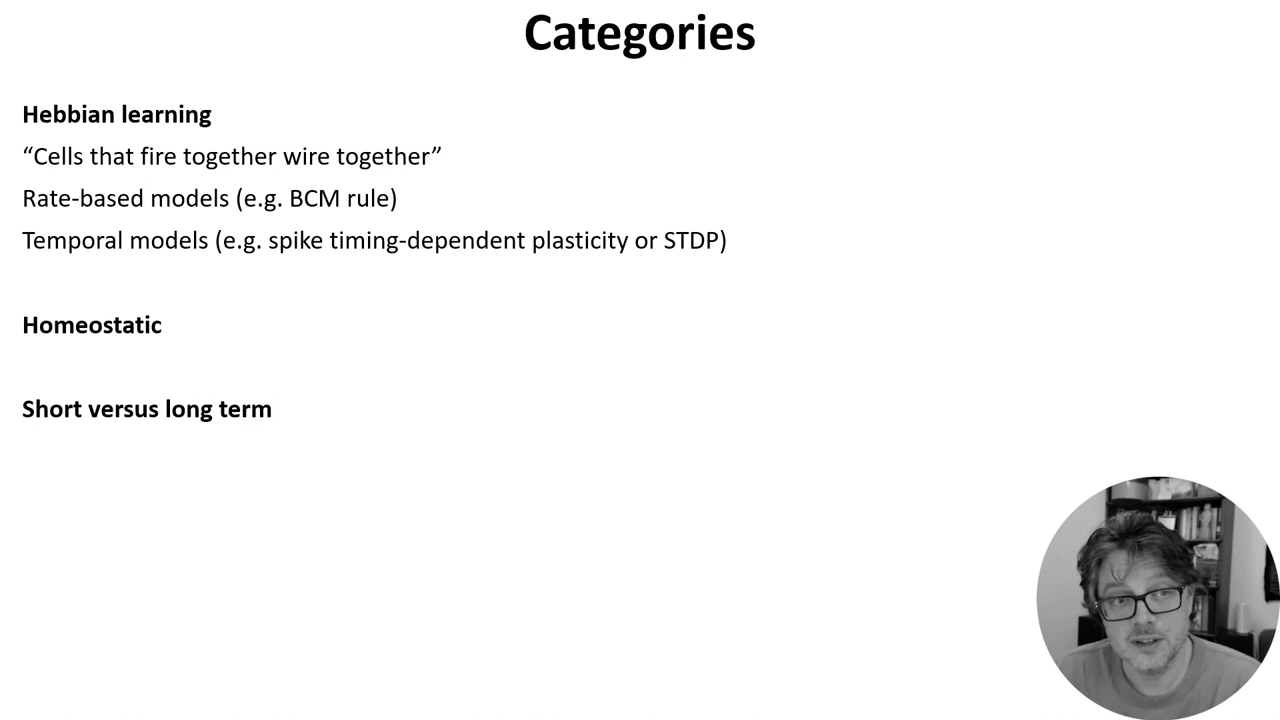 Categories
Hebbian learning
“Cells that fire together wire together”
Rate-based models (e.g. BCM rule)
Temporal models (e.g. spike timing-dependent plasticity or STDP)
Homeostatic
Short versus long term